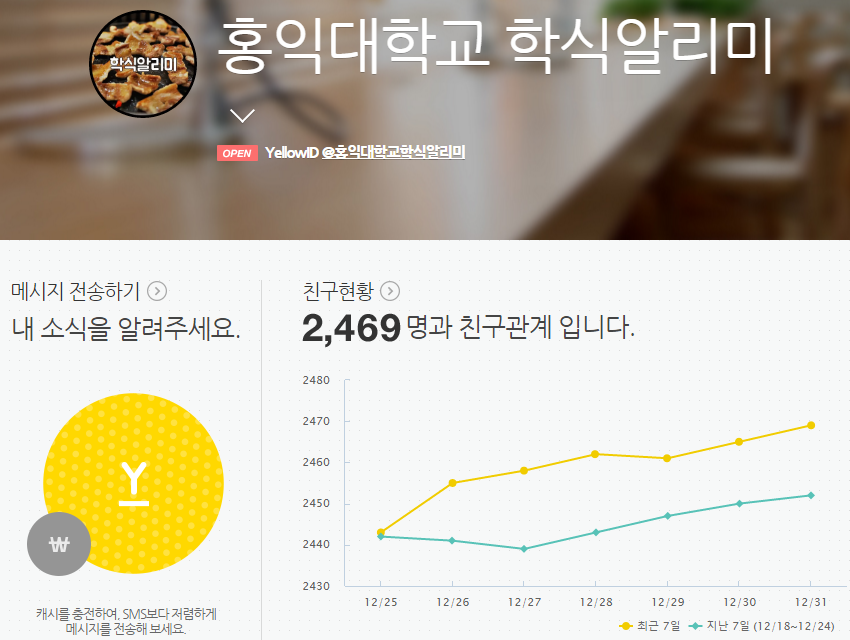 학식알리미
홍익대학교 학식알리미
OPEN YellowID @홍익대학교학식알리미
메시지 전송하기
내 소식을 알려주세요.
Y
₩
캐시를 충전하여, SMS보다 저렴하게
메시지를 전송해 보세요.
친구현황
2,469 명과 친구관계 입니다.
2480
2470
2460
2450
2440
2430
12/25 12/26 12/27 12/28 12/29 12/30 12/31
최근 7일 지난 7일 (12/18~12/24)